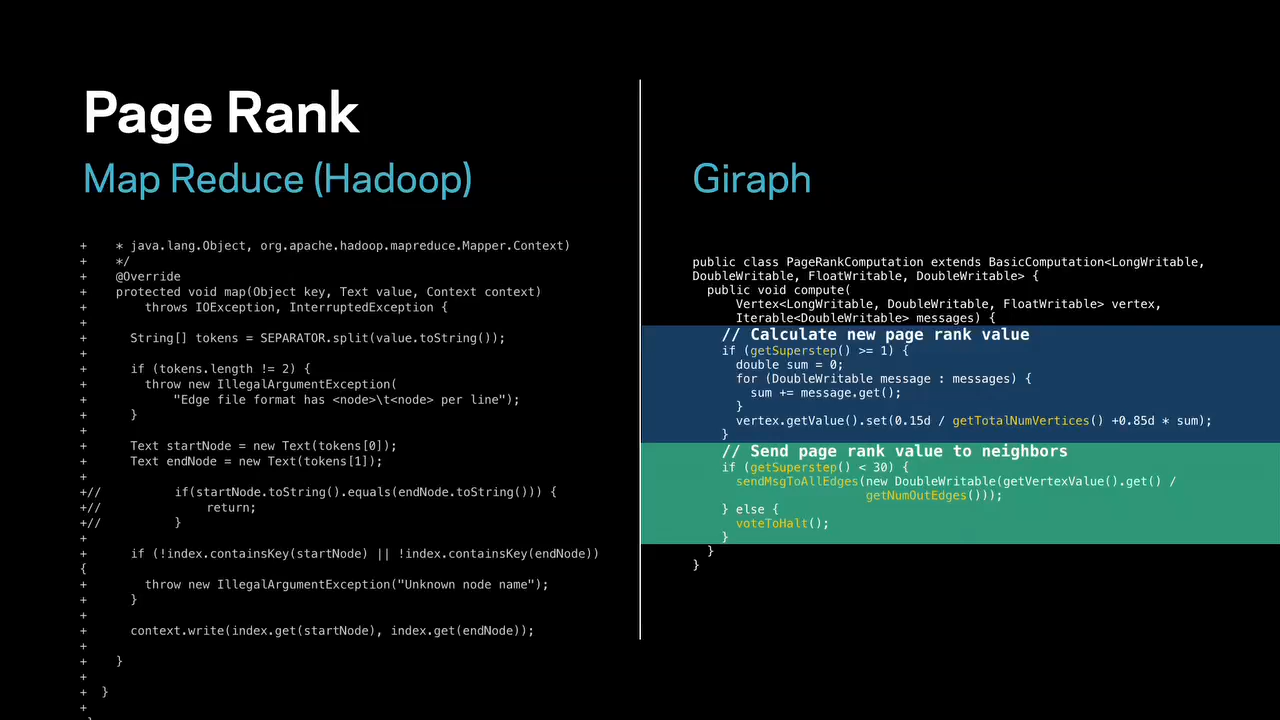 Page Rank
Map Reduce (Hadoop)
+    * java.lang.Object, org.apache.hadoop.mapreduce.Mapper.Context)
+    */
+    @Override
+    protected void map(Object key, Text value, Context context)
+        throws IOException, InterruptedException {
+
+      String[] tokens = SEPARATOR.split(value.toString());
+
+      if (tokens.length != 2) {
+        throw new IllegalArgumentException(
+            "Edge file format has <node>\t<node> per line");
+      }
+
+      Text startNode = new Text(tokens[0]);
+      Text endNode = new Text(tokens[1]);
+
+//          if(startNode.toString().equals(endNode.toString())) {
+//              return;
+//          }
+
+      if (!index.containsKey(startNode) || !index.containsKey(endNode))
{
+        throw new IllegalArgumentException("Unknown node name");
+      }
+
+      context.write(index.get(startNode), index.get(endNode));
+
+    }
+
+  }
+
}
Giraph
public class PageRankComputation extends BasicComputation<LongWritable,
DoubleWritable, FloatWritable, DoubleWritable> {
  public void compute(
      Vertex<LongWritable, DoubleWritable, FloatWritable> vertex,
      Iterable<DoubleWritable> messages) {
    // Calculate new page rank value
    if (getSuperstep() >= 1) {
      double sum = 0;
      for (DoubleWritable message : messages) {
        sum += message.get();
      }
      vertex.getValue().set(0.15d / getTotalNumVertices() +0.85d * sum);
    }
    // Send page rank value to neighbors
    if (getSuperstep() < 30) {
      sendMsgToAllEdges(new DoubleWritable(getVertexValue().get() /
                        getNumOutEdges()));
    } else {
      voteToHalt();
    }
  }
}